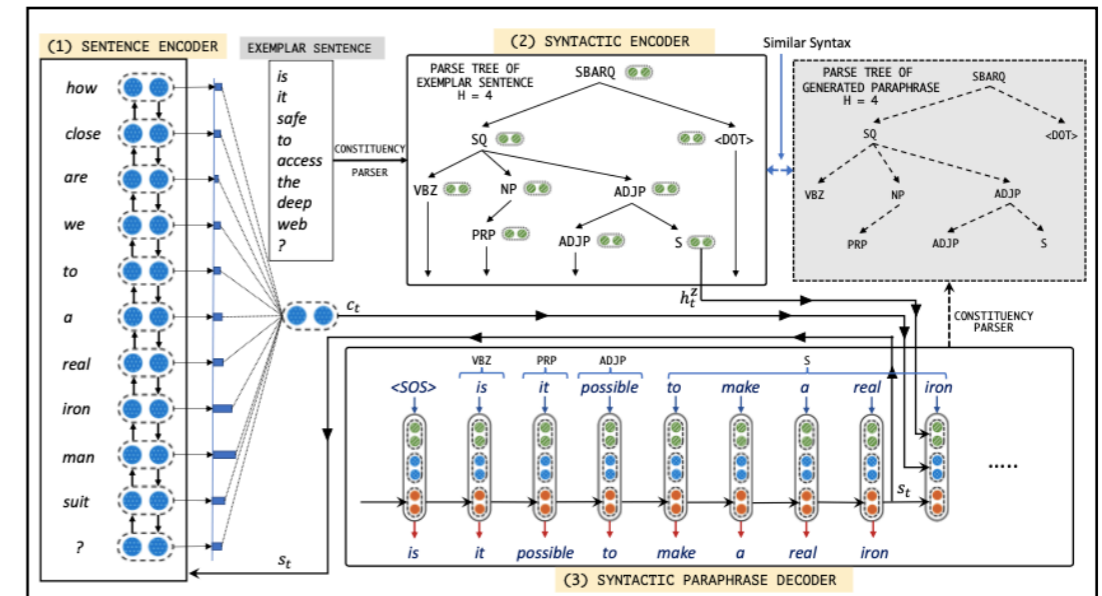 (1) SENTENCE ENCODER
how
close
are
we
to
a
real
iron
man
suit
?
EXEMPLAR SENTENCE
is
it
safe
to
access
the
deep
web
?
CONSTITUENCY
PARSER
(2) SYNTACTIC ENCODER
PARSE TREE OF
EXEMPLAR SENTENCE
H = 4
SBARQ
SQ
<DOT>
VBZ
NP
ADJP
PRP
ADJP
S
Similar Syntax
PARSE TREE OF
GENERATED PARAPHRASE
H = 4
SBARQ
SQ
<DOT>
VBZ
NP
ADJP
PRP
ADJP
S
h_t^z
c_t
CONSTITUENCY
PARSER
VBZ PRP ADJP S
<SOS> is it possible to make a real iron
.....
s_t
is it possible to make a real iron
s_t
(3) SYNTACTIC PARAPHRASE DECODER